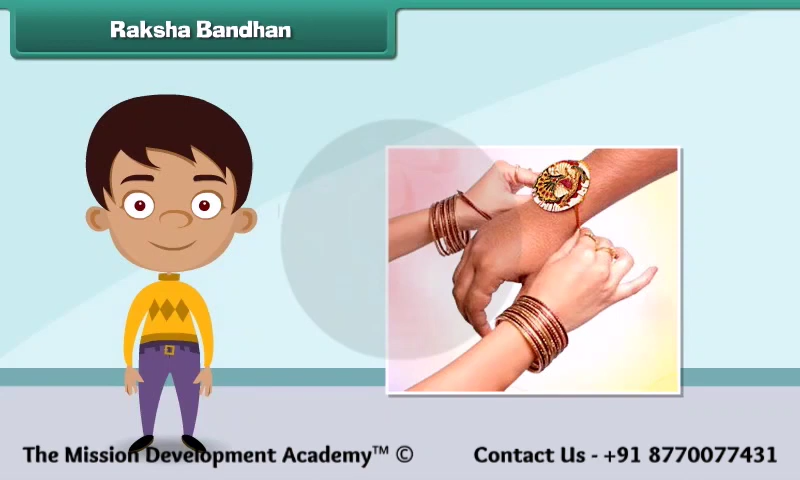 Raksha Bandhan
The Mission Development Academy™ ©
Contact Us - +91 8770077431